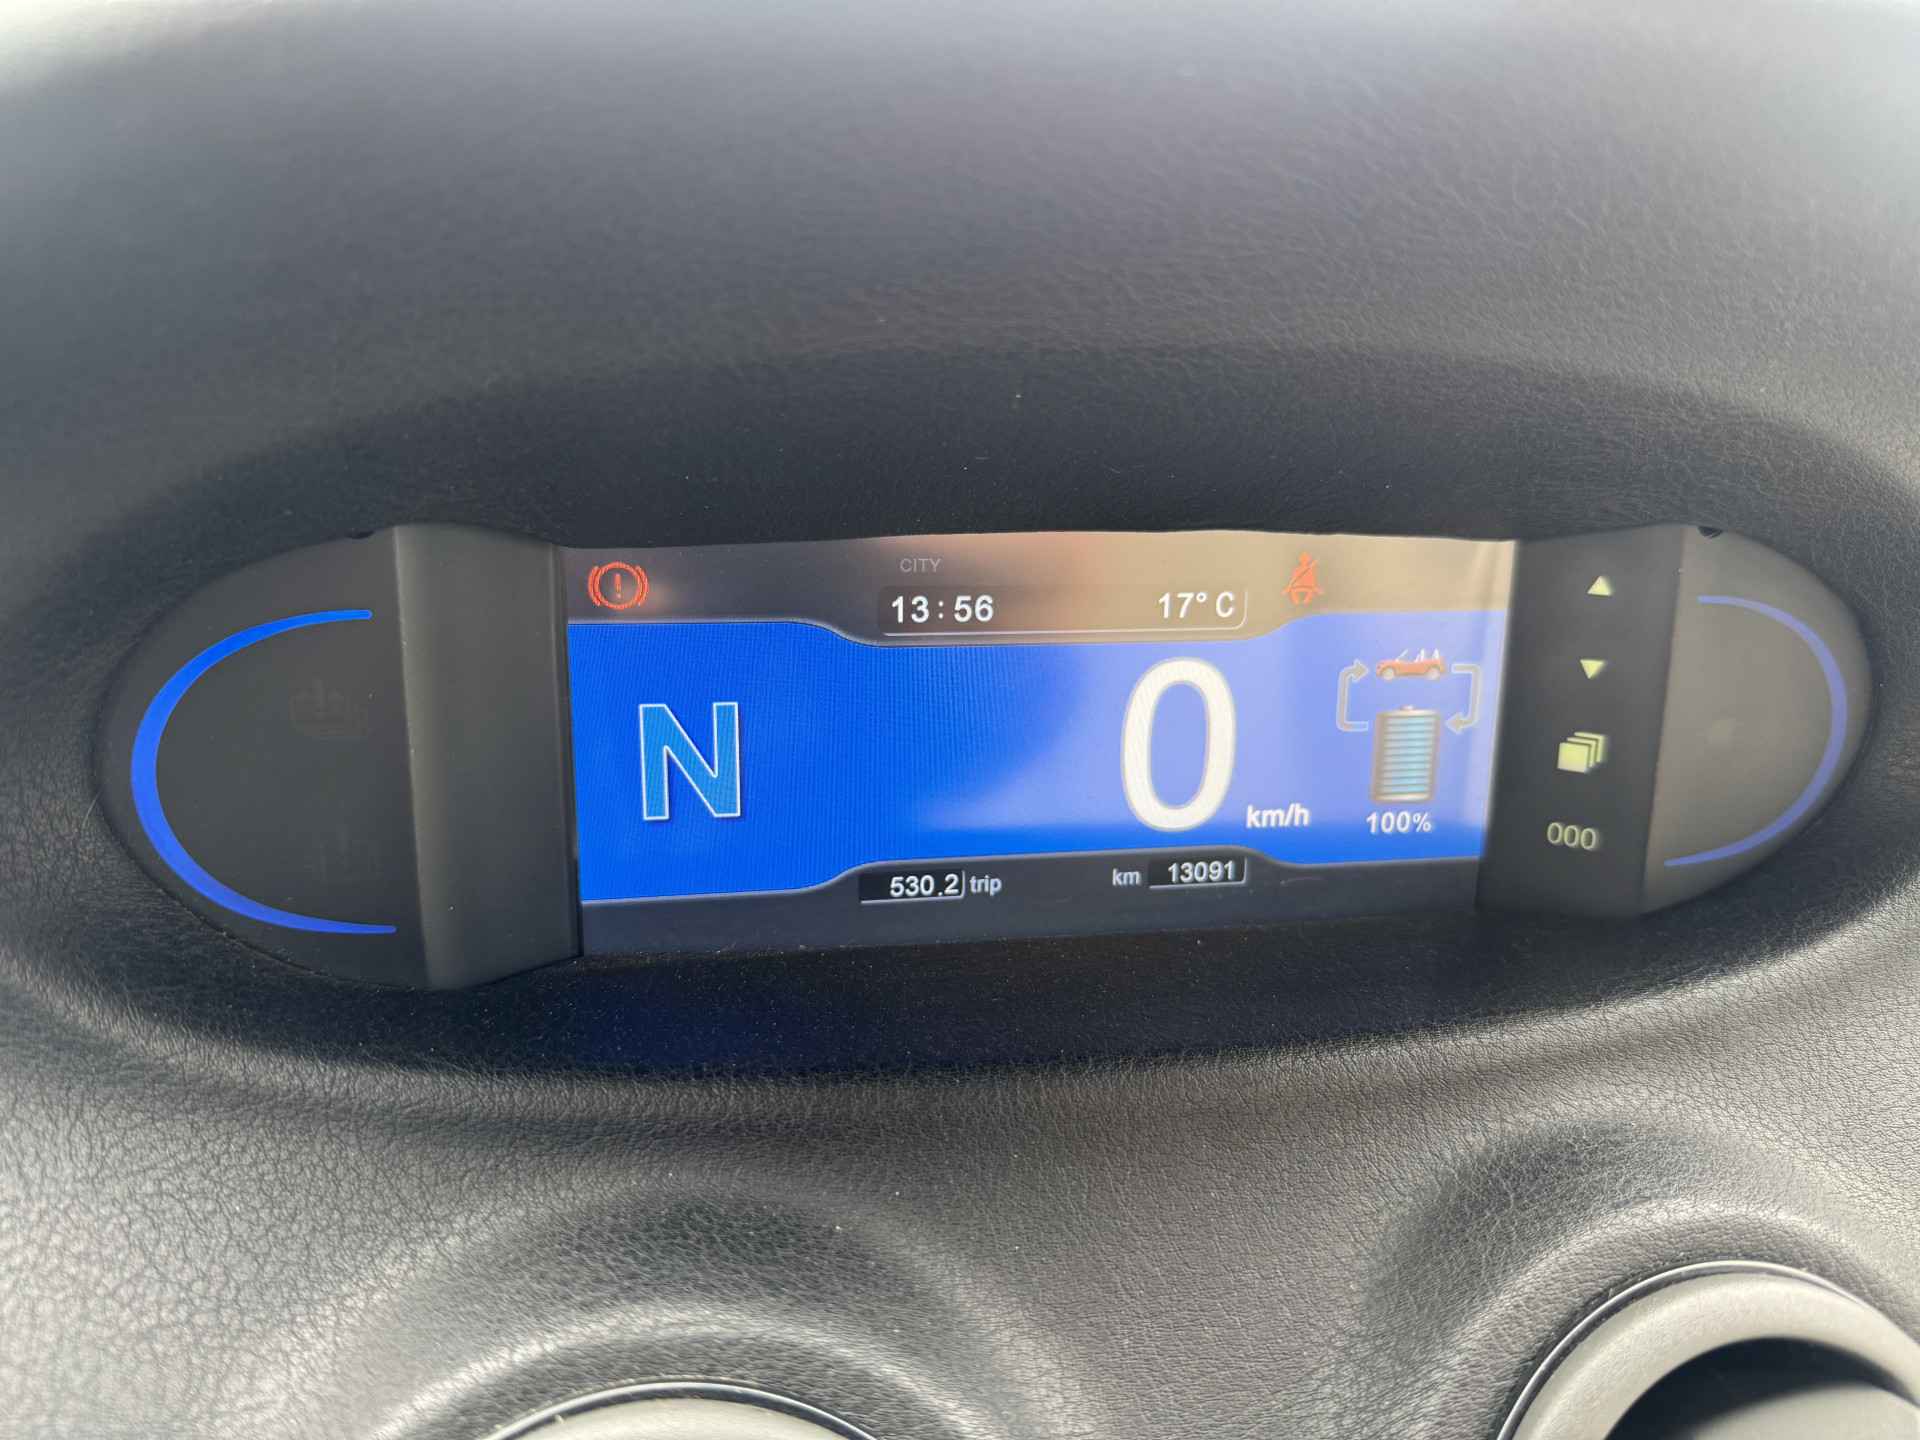 CITY
13:56 17° C
N 0 km/h
100%
000
530.2 trip km 13091